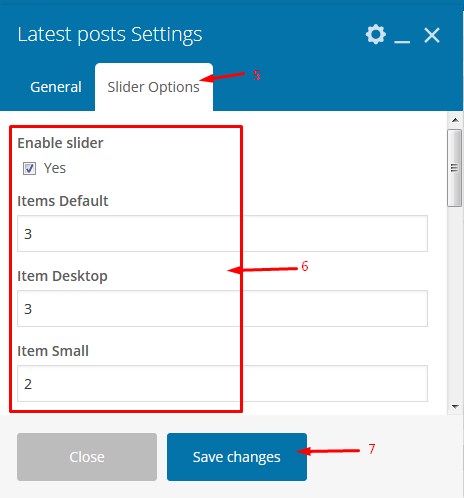 Latest posts Settings
General Slider Options 5
Enable slider
Yes
Items Default
3
Item Desktop
6
3
Item Small
2
Close Save changes 7